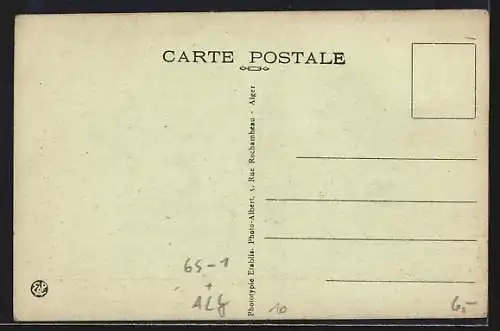 CARTE POSTALE
Phototypie Etablis. Photo-Albert, 5, Rue Rochambeau - Alger
65-1
+
ALG
10
6,-